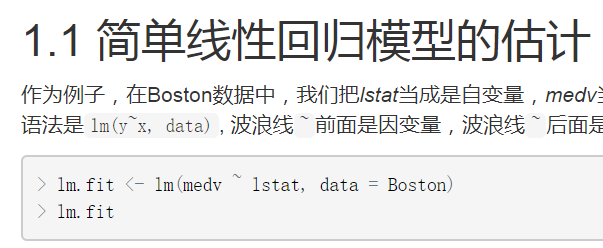 1.1 简单线性回归模型的估计
作为例子，在Boston数据中，我们把lstat当成是自变量，medv
语法是 lm(y~x, data) , 波浪线 ~ 前面是因变量，波浪线 ~ 后面是
> lm.fit <- lm(medv ~ lstat, data = Boston)
> lm.fit